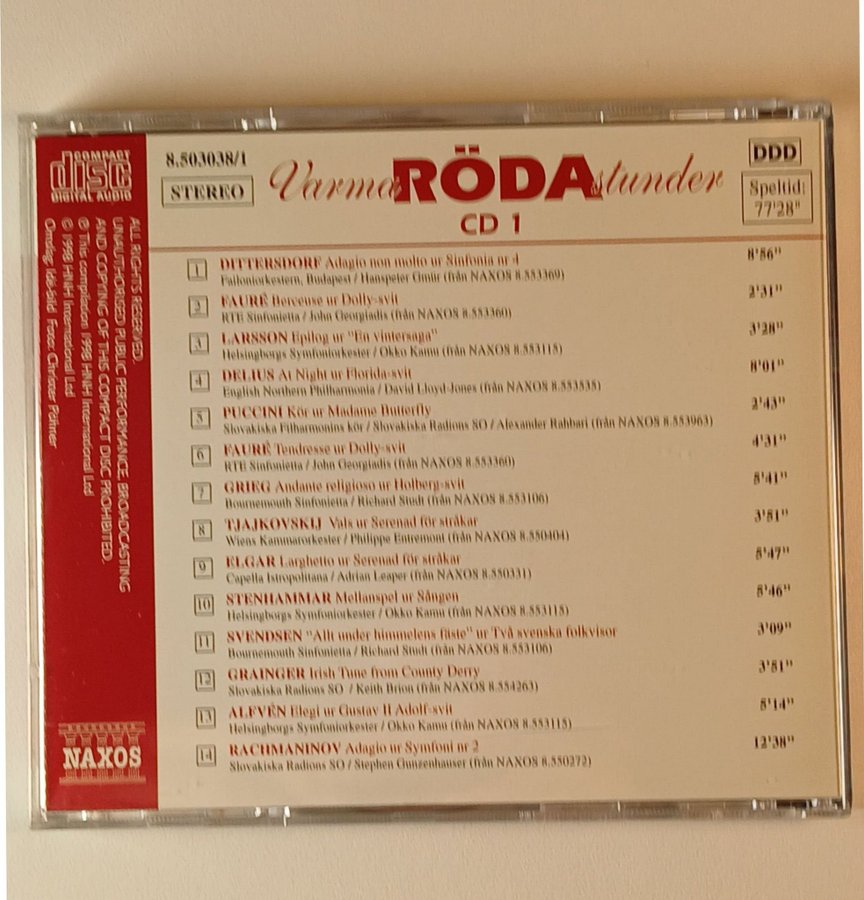 COMPACT
disc
DIGITAL AUDIO
8.503038/1
STEREO
Varma RÖDA stunder
CD 1
DDD
Speltid:
77'28"
1 DITTERSDORF Adagio non molto ur Sinfonia nr 4 8'56"
Failoniorkestern, Budapest / Hanspeter Gmür (från NAXOS 8.553369)
2 FAURÉ Berceuse ur Dolly-svit 2'31"
RTE Sinfonietta / John Georgiadis (från NAXOS 8.553360)
3 LARSSON Epilog ur "En vintersaga" 3'28"
Helsingborgs Symfoniorkester / Okko Kamu (från NAXOS 8.553115)
4 DELIUS At Night ur Florida-svit 8'01"
English Northern Philharmonia / David Lloyd-Jones (från NAXOS 8.553535)
5 PUCCINI Kör ur Madame Butterfly 2'43"
Slovakiska Filharmonins kör / Slovakiska Radions SO / Alexander Rahbari (från NAXOS 8.553963)
6 FAURÉ Tendresse ur Dolly-svit 4'31"
RTE Sinfonietta / John Georgiadis (från NAXOS 8.553360)
7 GRIEG Andante religioso ur Holberg-svit 5'41"
Bournemouth Sinfonietta / Richard Studt (från NAXOS 8.553106)
8 TJAJKOVSKIJ Vals ur Serenad för stråkar 3'51"
Wiens Kammarorkester / Philippe Entremont (från NAXOS 8.550404)
9 ELGAR Larghetto ur Serenad för stråkar 5'47"
Capella Istropolitana / Adrian Leaper (från NAXOS 8.550331)
10 STENHAMMAR Mellanspel ur Sången 5'46"
Helsingborgs Symfoniorkester / Okko Kamu (från NAXOS 8.553115)
11 SVENDSEN "Allt under himmelens fäste" ur Två svenska folkvisor 3'09"
Bournemouth Sinfonietta / Richard Studt (från NAXOS 8.553106)
12 GRAINGER Irish Tune from County Derry 3'51"
Slovakiska Radions SO / Keith Brion (från NAXOS 8.554263)
13 ALFVÉN Elegi ur Gustav II Adolf-svit 5'14"
Helsingborgs Symfoniorkester / Okko Kamu (från NAXOS 8.553115)
14 RACHMANINOV Adagio ur Symfoni nr 2 12'38"
Slovakiska Radions SO / Stephen Gunzenhauser (från NAXOS 8.550272)
ALL RIGHTS RESERVED.
UNAUTHORISED PUBLIC PERFORMANCE, BROADCASTING
AND COPYING OF THIS COMPACT DISC PROHIBITED.
℗ This compilation 1998 HNH International Ltd
© 1998 HNH International Ltd
Omslag: Foto: Christer
NAXOS